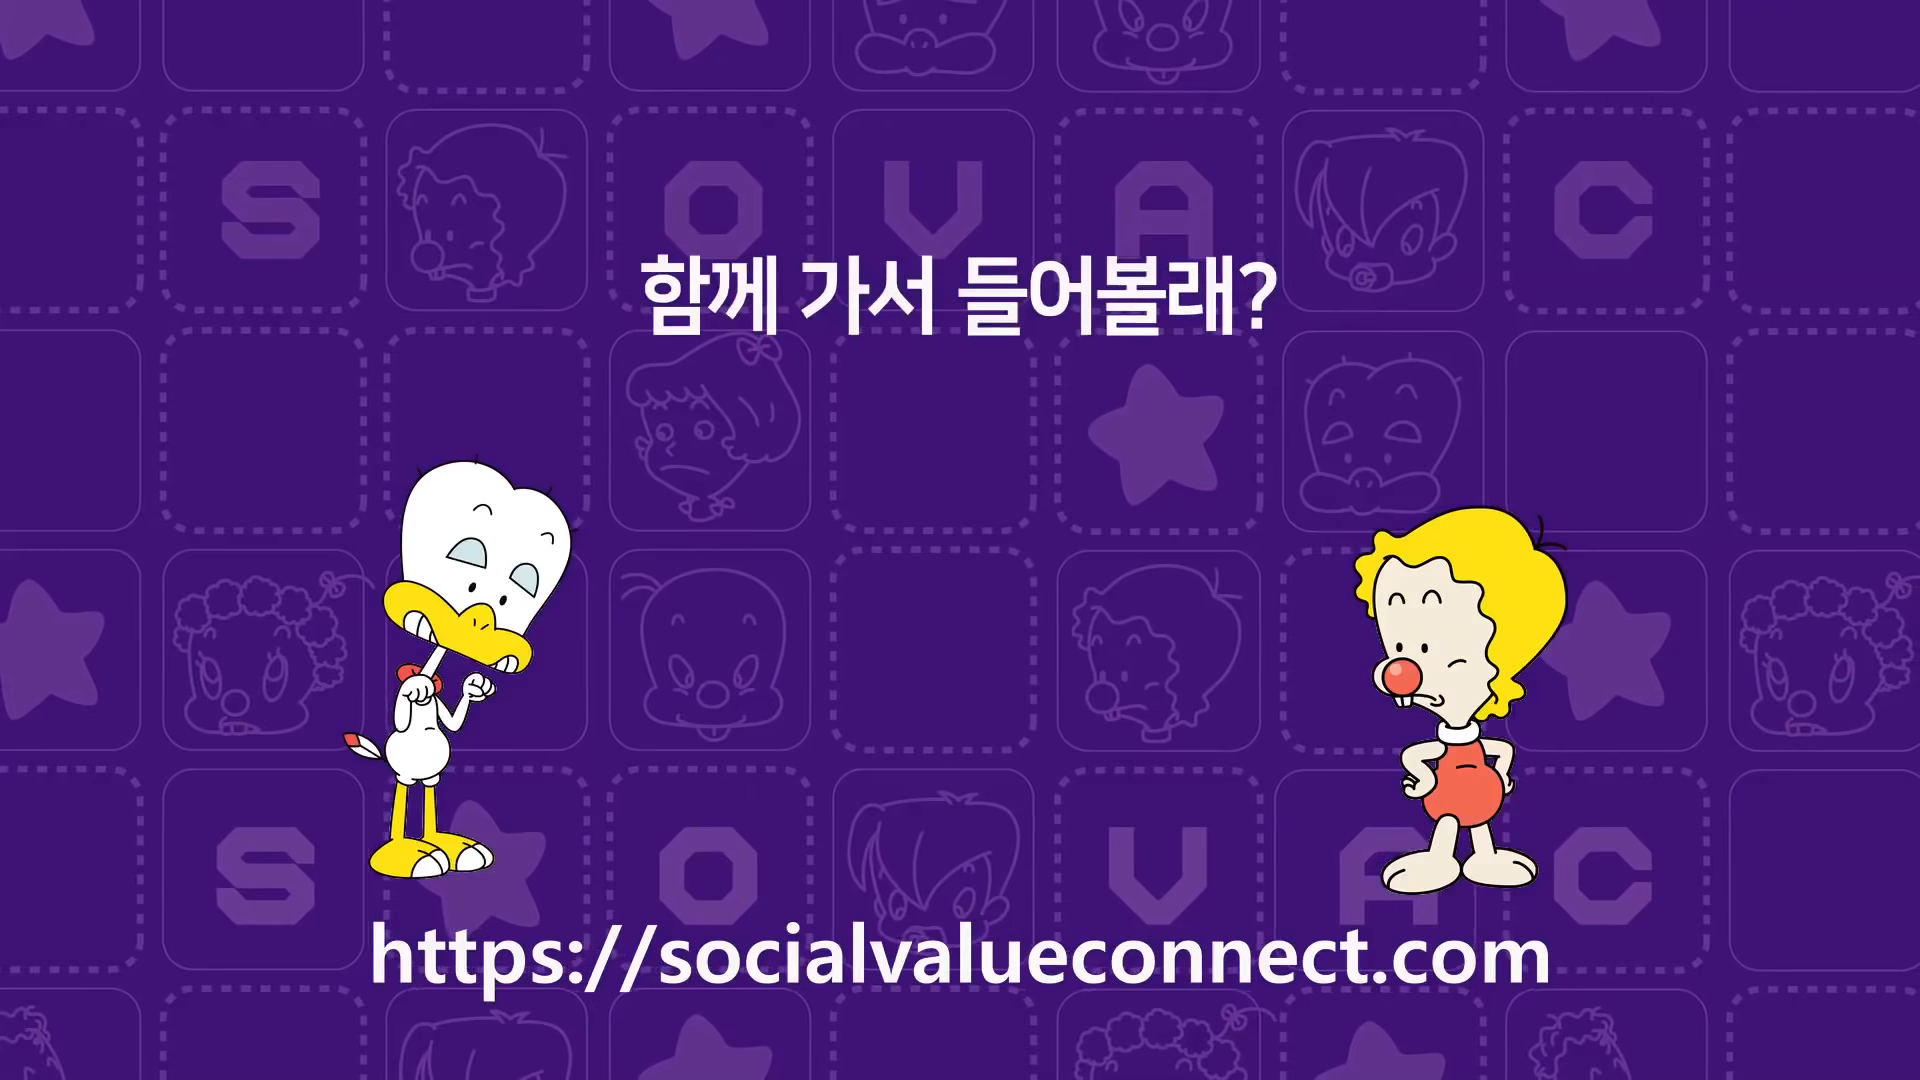 S O V A C
함께 가서 들어볼래?
S O V A C
https://socialvalueconnect.com